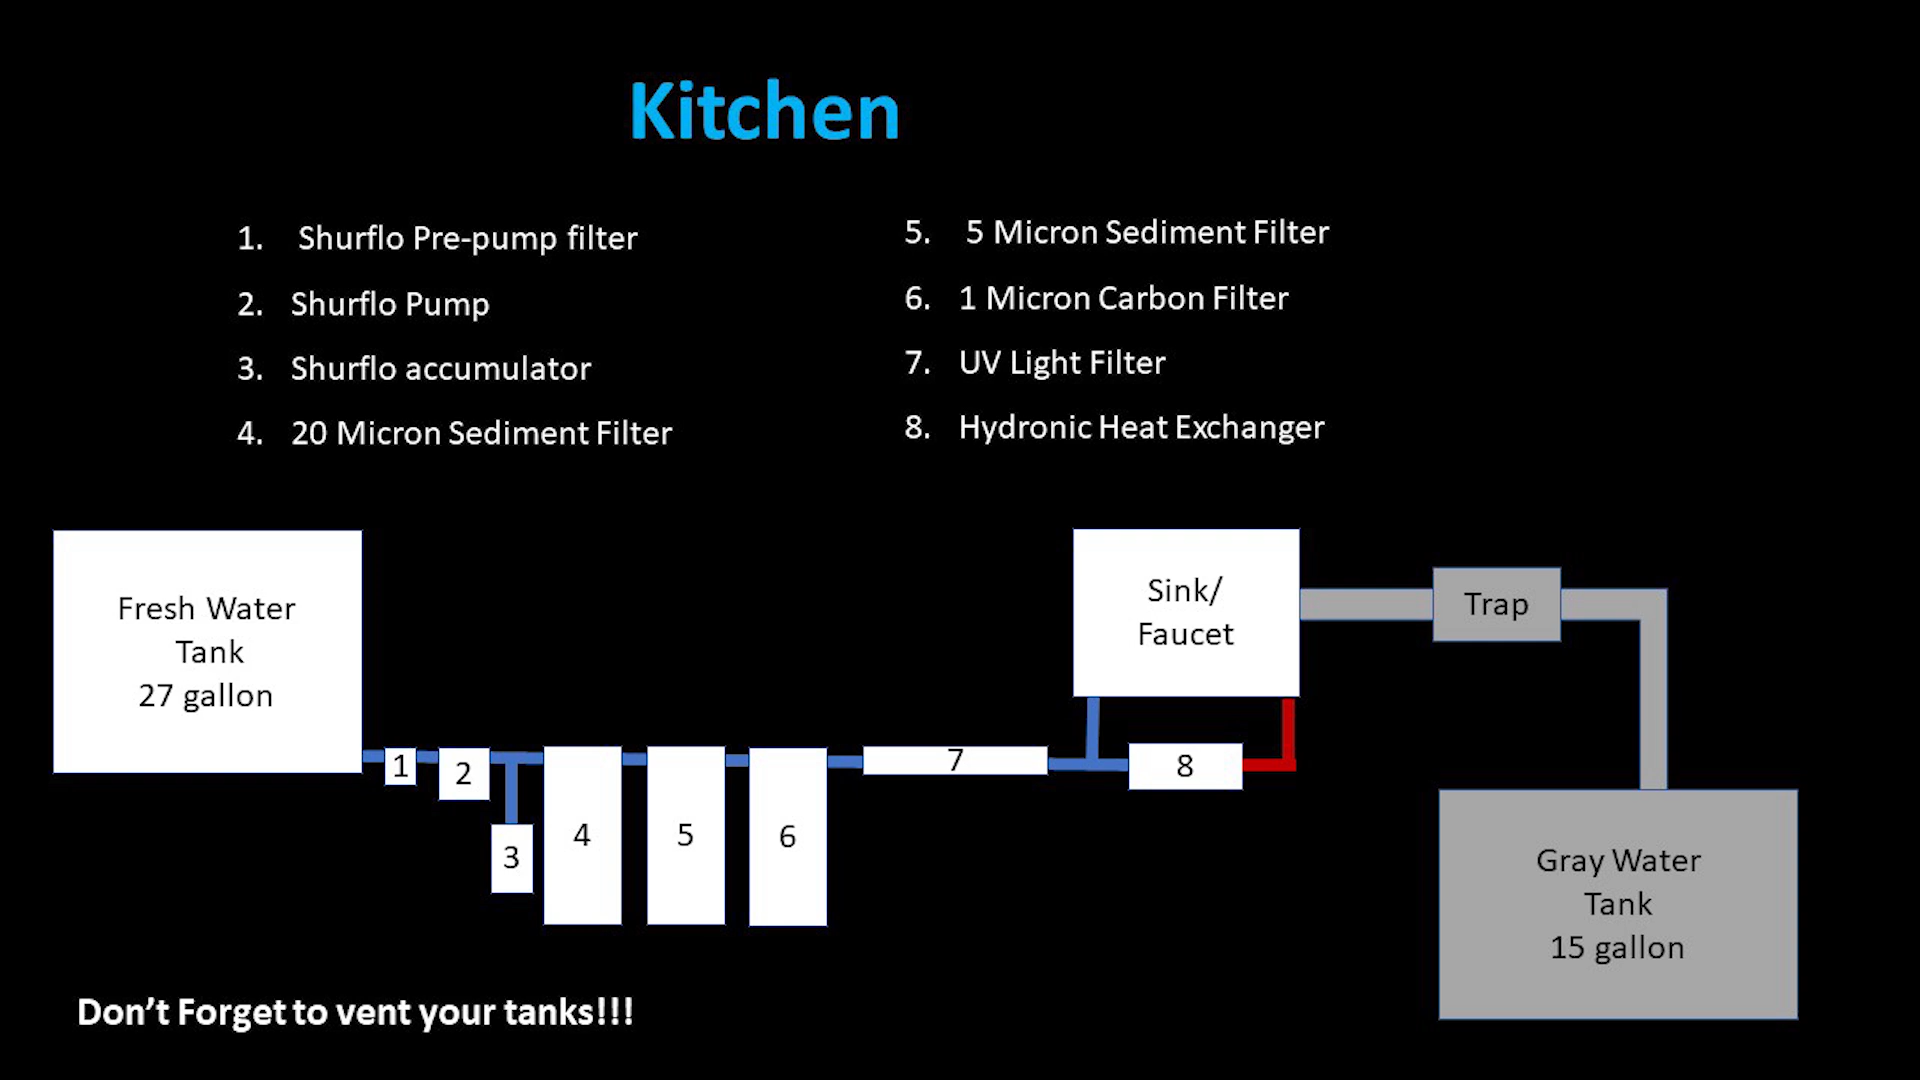 Kitchen
1. Shurflo Pre-pump filter
2. Shurflo Pump
3. Shurflo accumulator
4. 20 Micron Sediment Filter
5. 5 Micron Sediment Filter
6. 1 Micron Carbon Filter
7. UV Light Filter
8. Hydronic Heat Exchanger
Fresh Water
Tank
27 gallon
1
2
3
4
5
6
7
8
Sink/
Faucet
Trap
Gray Water
Tank
15 gallon
Don’t Forget to vent your tanks!!!